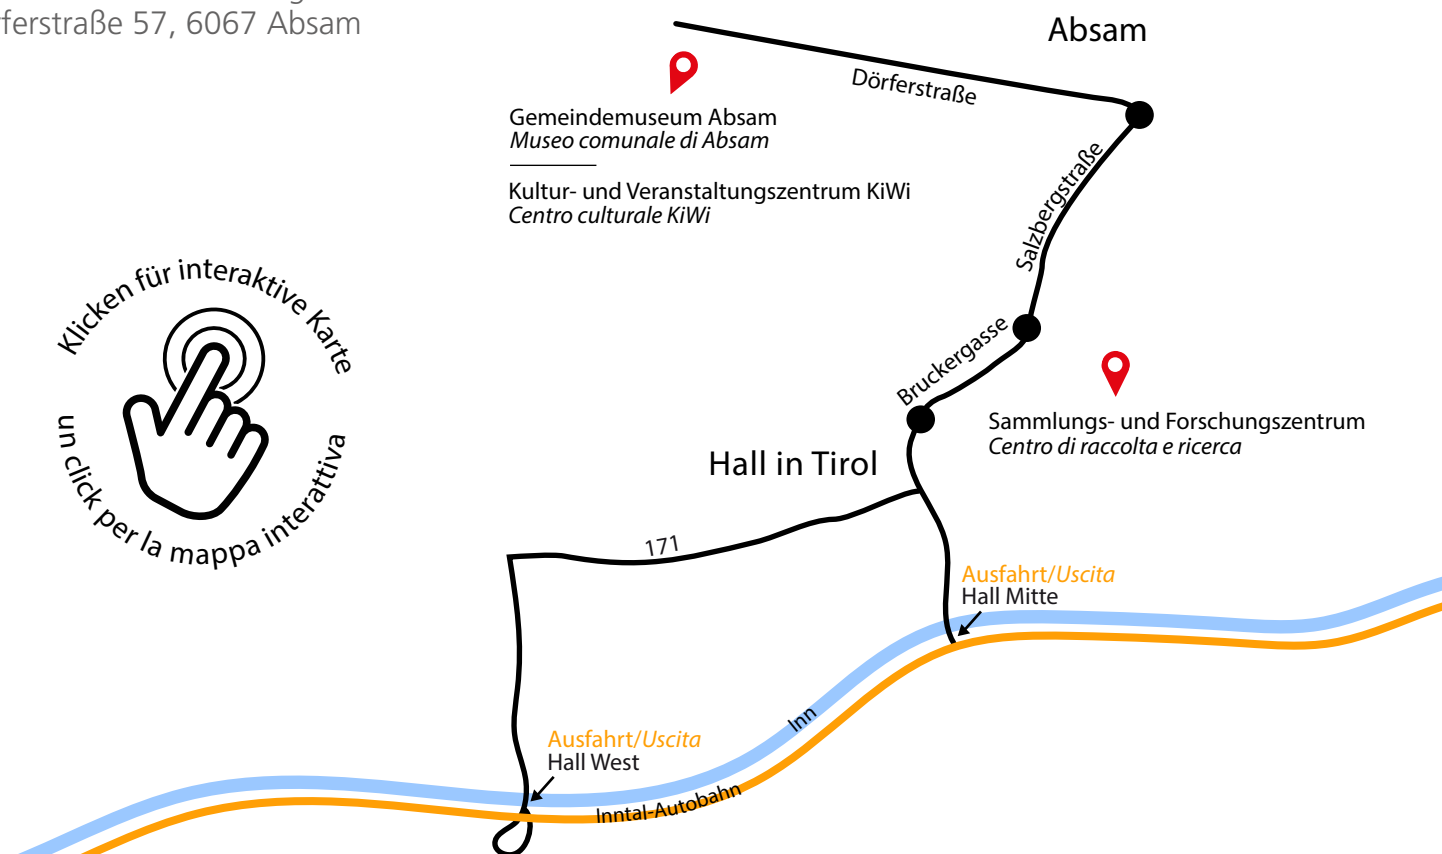 rferstraße 57, 6067 Absam
Absam
Dörferstraße
Gemeindemuseum Absam
Museo comunale di Absam
Kultur- und Veranstaltungszentrum KiWi
Centro culturale KiWi
Salzbergstraße
Klicken für interaktive Karte
un click per la mappa interattiva
Bruckergasse
Sammlungs- und Forschungszentrum
Centro di raccolta e ricerca
Hall in Tirol
171
Ausfahrt/Uscita
Hall Mitte
Inn
Ausfahrt/Uscita
Hall West
Inntal-Autobahn